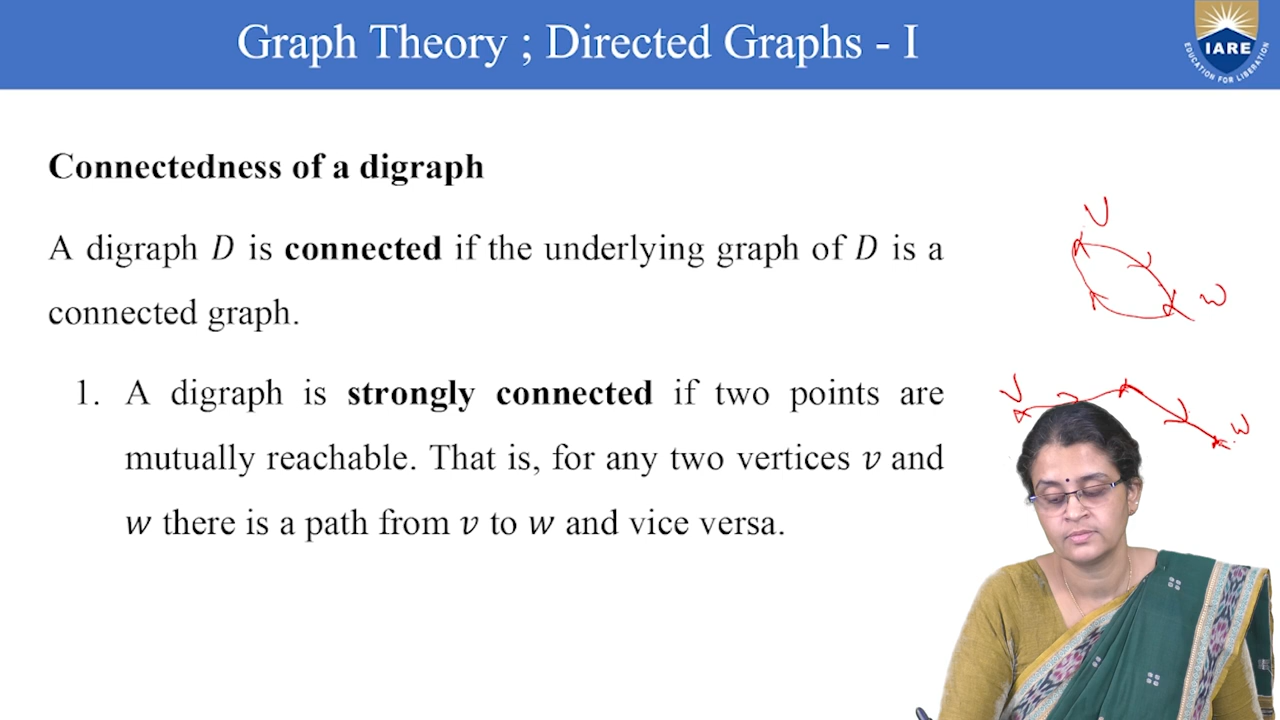 Graph Theory ; Directed Graphs - I
IARE
EDUCATION FOR LIBERATION
Connectedness of a digraph
A digraph D is connected if the underlying graph of D is a
connected graph.
1. A digraph is strongly connected if two points are
mutually reachable. That is, for any two vertices v and
w there is a path from v to w and vice versa.
V
W
V
W